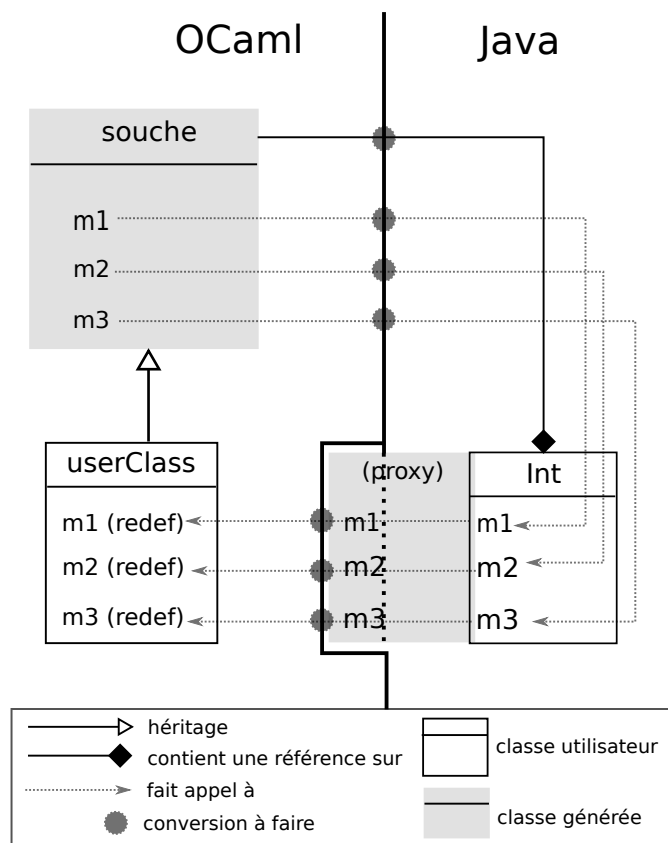 OCaml
Java
souche
m1
m2
m3
userClass
(proxy)
Int
m1 (redef)
m1
m1
m2 (redef)
m2
m2
m3 (redef)
m3
m3
héritage
contient une référence sur
fait appel à
conversion à faire
classe utilisateur
classe générée